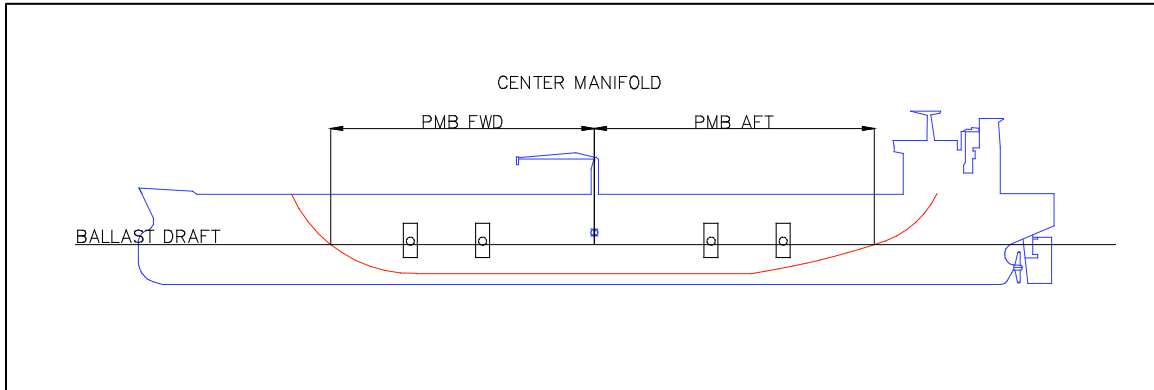 CENTER MANIFOLD
PMB FWD
PMB AFT
BALLAST DRAFT